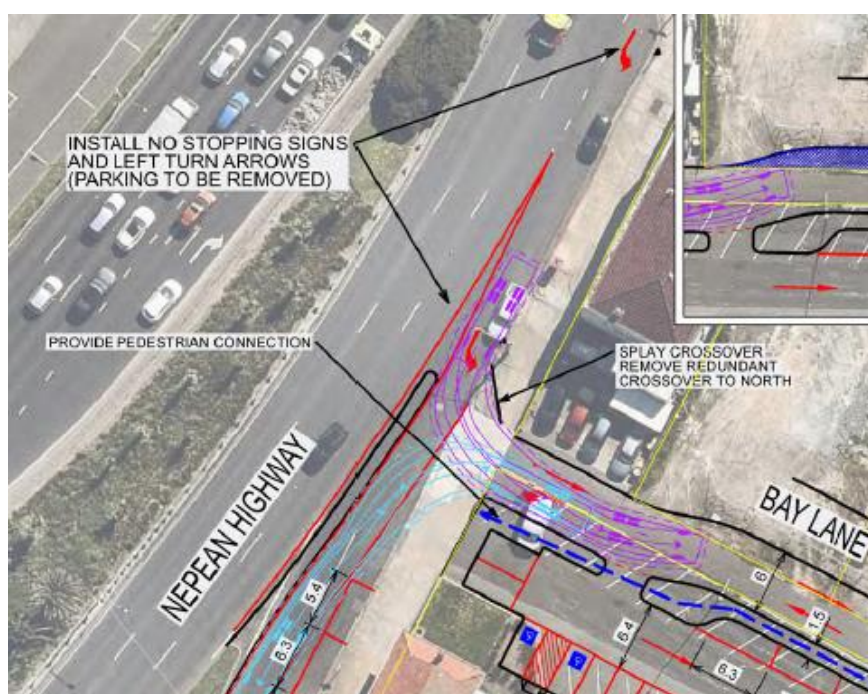 INSTALL NO STOPPING SIGNS
AND LEFT TURN ARROWS
(PARKING TO BE REMOVED)
PROVIDE PEDESTRIAN CONNECTION
SPLAY CROSSOVER
REMOVE REDUNDANT
CROSSOVER TO NORTH
NEPEAN HIGHWAY
BAY LANE
6
1.5
5.4
6.3
6.4
6.3